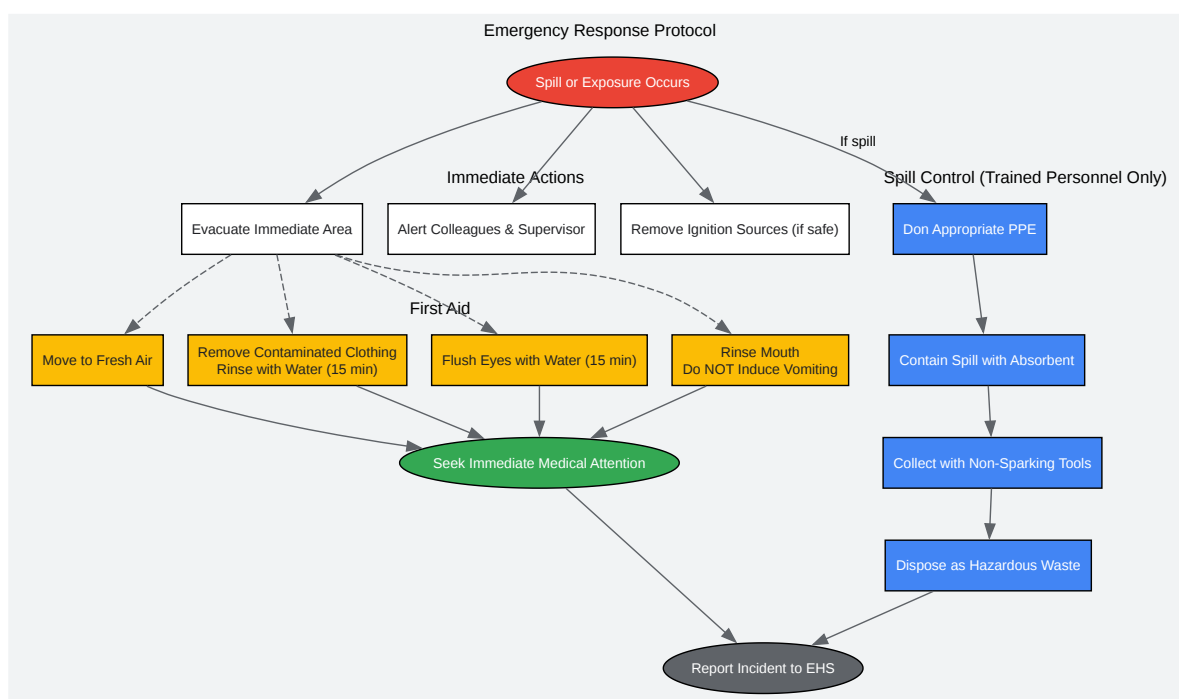 Emergency Response Protocol
Spill or Exposure Occurs
If spill
Immediate Actions
Spill Control (Trained Personnel Only)
Evacuate Immediate Area
Alert Colleagues & Supervisor
Remove Ignition Sources (if safe)
Don Appropriate PPE
First Aid
Move to Fresh Air
Remove Contaminated Clothing
Rinse with Water (15 min)
Flush Eyes with Water (15 min)
Rinse Mouth
Do NOT Induce Vomiting
Contain Spill with Absorbent
Seek Immediate Medical Attention
Collect with Non-Sparking Tools
Dispose as Hazardous Waste
Report Incident to EHS